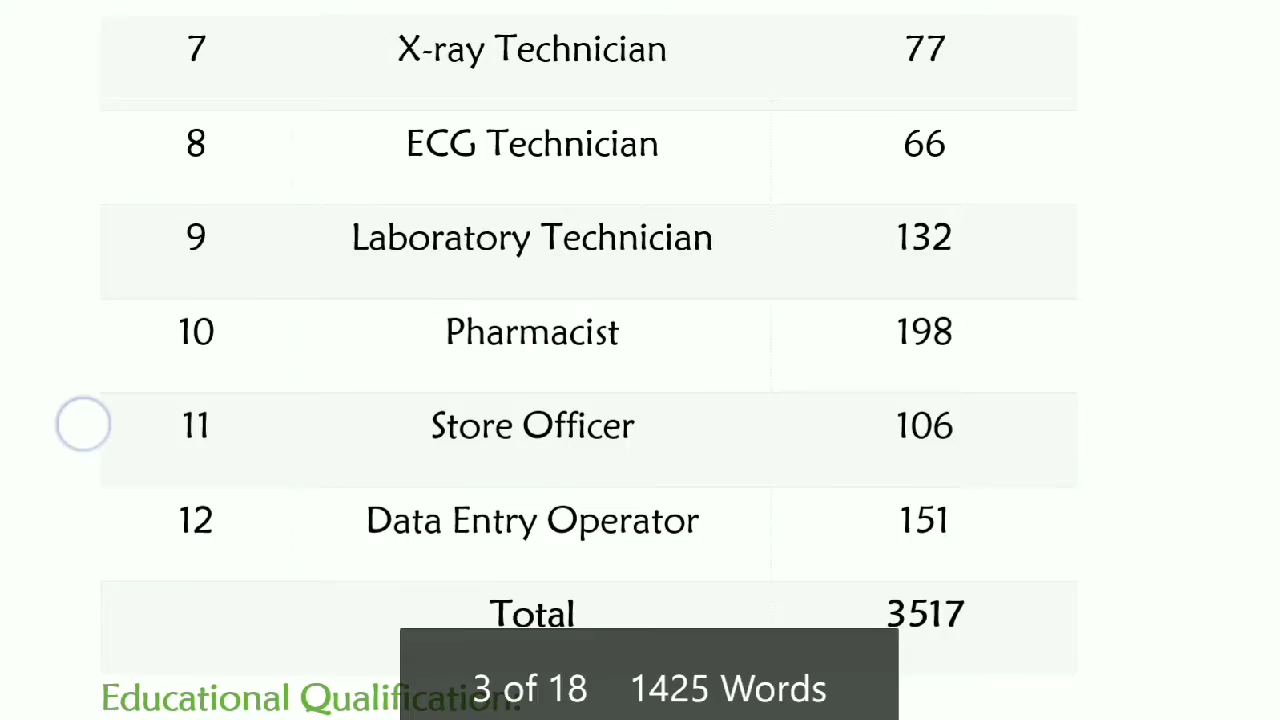 7 X-ray Technician 77
8 ECG Technician 66
9 Laboratory Technician 132
10 Pharmacist 198
11 Store Officer 106
12 Data Entry Operator 151
Total 3517
Educational Qualification:
3 of 18 1425 Words